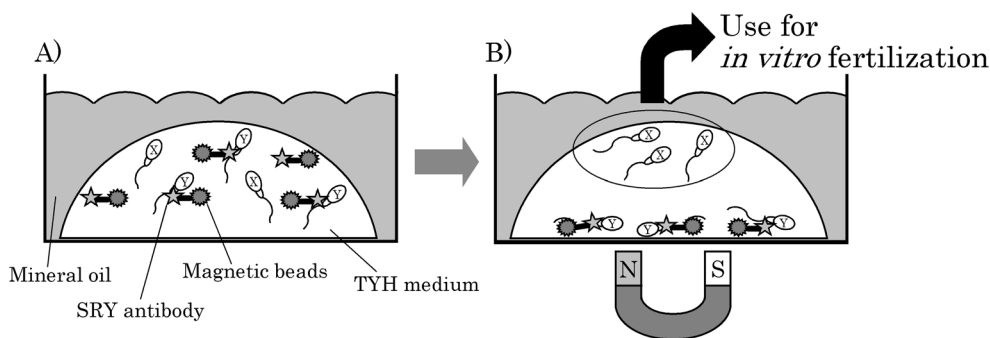 A)
X
Y
Y
X
Y
Mineral oil
SRY antibody
Magnetic beads
TYH medium
B)
Use for
in vitro fertilization
X
X
X
Y
Y
Y
N
S